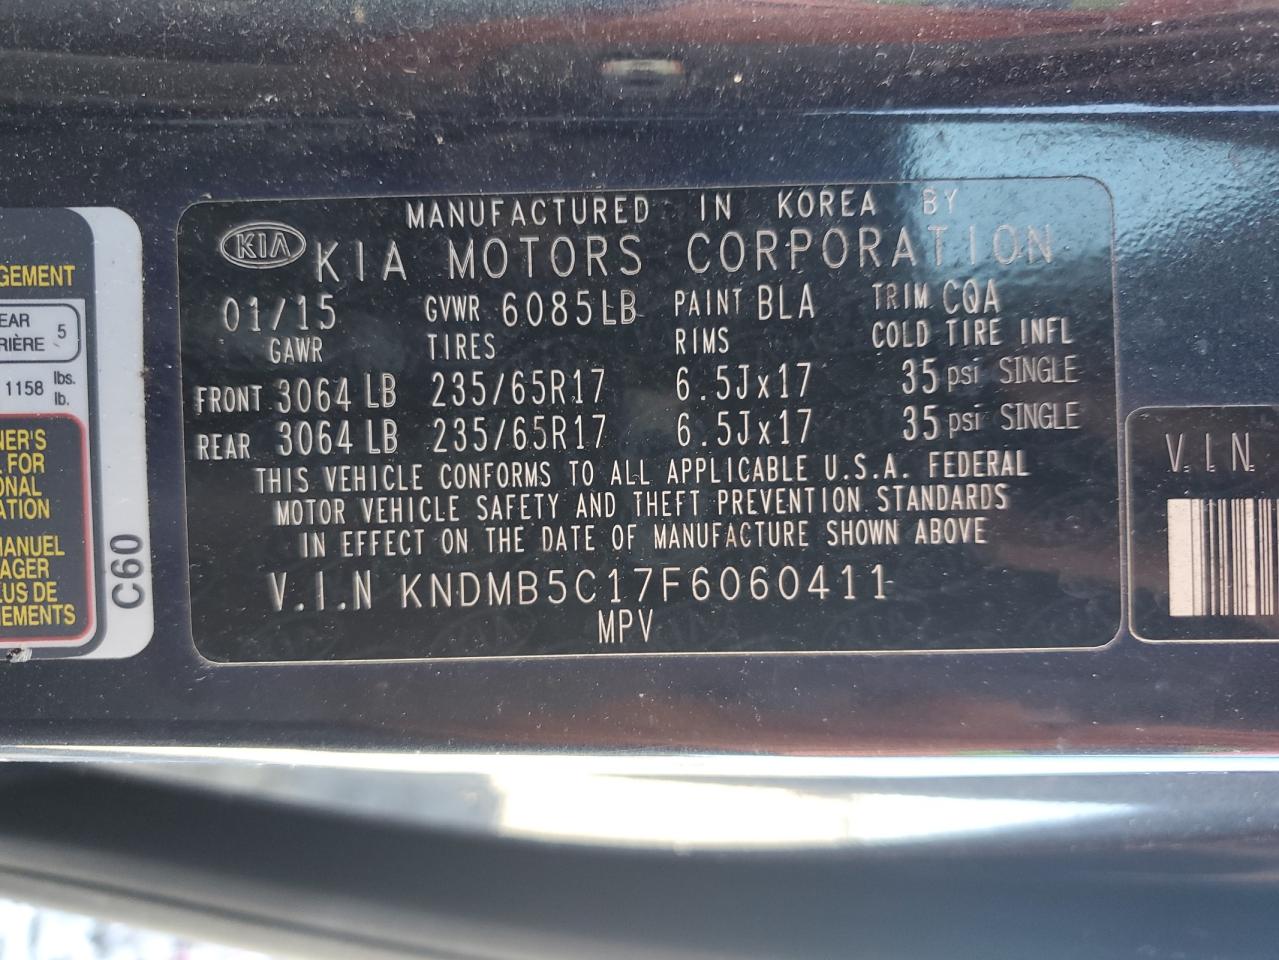 MANUFACTURED IN KOREA BY
KIA KIA MOTORS CORPORATION
01/15 GVWR 6085LB PAINT BLA TRIM CQA
GAWR TIRES RIMS COLD TIRE INFL
FRONT 3064 LB 235/65R17 6.5Jx17 35 psi SINGLE
REAR 3064 LB 235/65R17 6.5Jx17 35 psi SINGLE
THIS VEHICLE CONFORMS TO ALL APPLICABLE U.S.A. FEDERAL
MOTOR VEHICLE SAFETY AND THEFT PREVENTION STANDARDS
IN EFFECT ON THE DATE OF MANUFACTURE SHOWN ABOVE
V.I.N KNDMB5C17F6060411
MPV
GEMENT
EAR 5
RIÈRE
1158 lbs.
lb.
NER'S
FOR
ONAL
ATION
MANUEL
AGER
LUS DE
EMENTS
C60
V.I.N